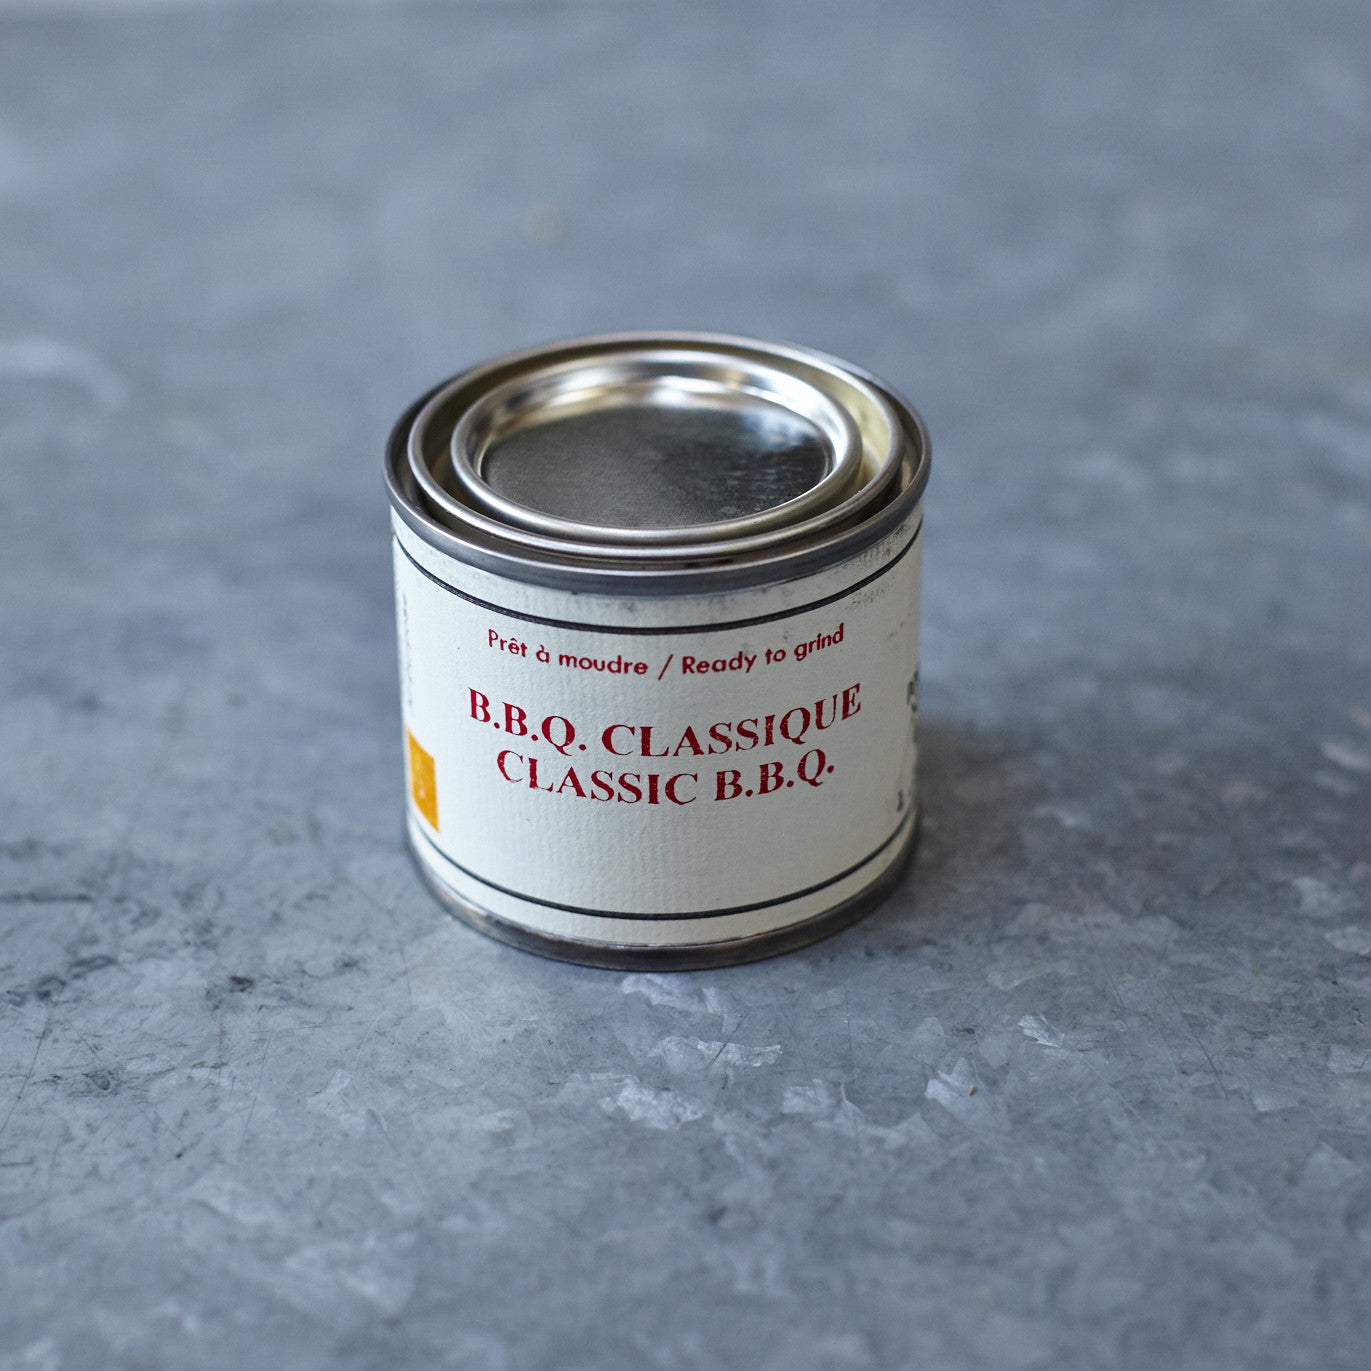 Prêt à moudre / Ready to grind
B.B.Q. CLASSIQUE
CLASSIC B.B.Q.